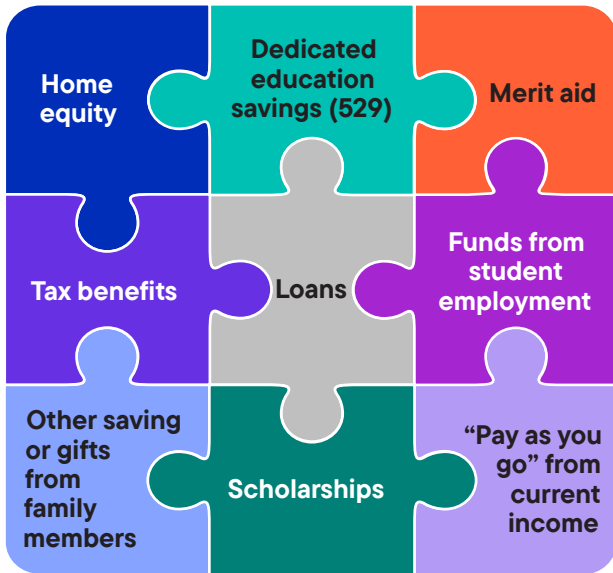 Home
equity
Dedicated
education
savings (529)
Merit aid
Tax benefits
Loans
Funds from
student
employment
Other saving
or gifts
from
family
members
Scholarships
“Pay as you
go” from
current
income